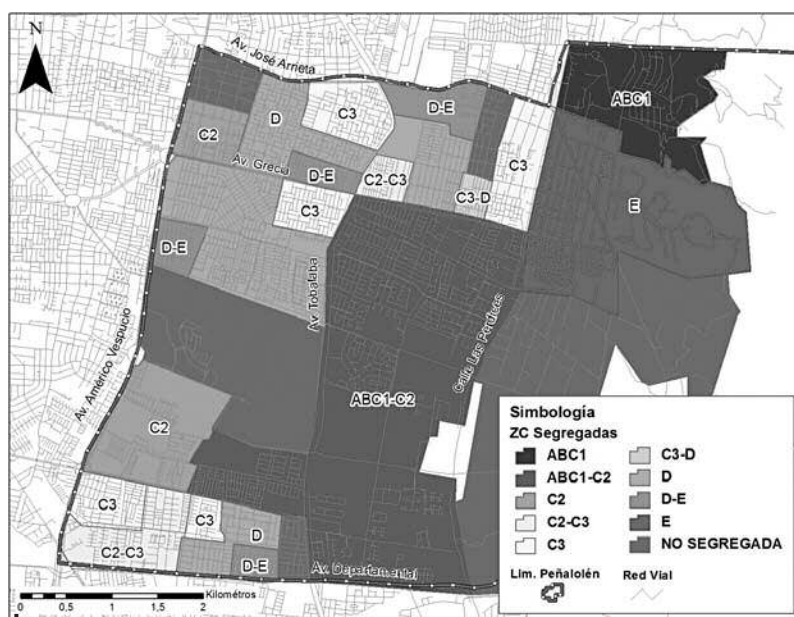 N
Av. José Arrieta
ABC1
C3
D
D-E
C2
C3
Av. Grecia
D-E
C2-C3
C3-D
E
C3
D-E
Av. Tobalaba
Av. Américo Vespucio
Calle Las Perdices
ABC1-C2
C2
C3
C3
D
C2-C3
D-E
Av. Departamental
Simbología
ZC Segregadas
ABC1
ABC1-C2
C2
C2-C3
C3
C3-D
D
D-E
E
NO SEGREGADA
Lim. Peñalolén
Red Vial
Kilómetros
0 0,5 1 2